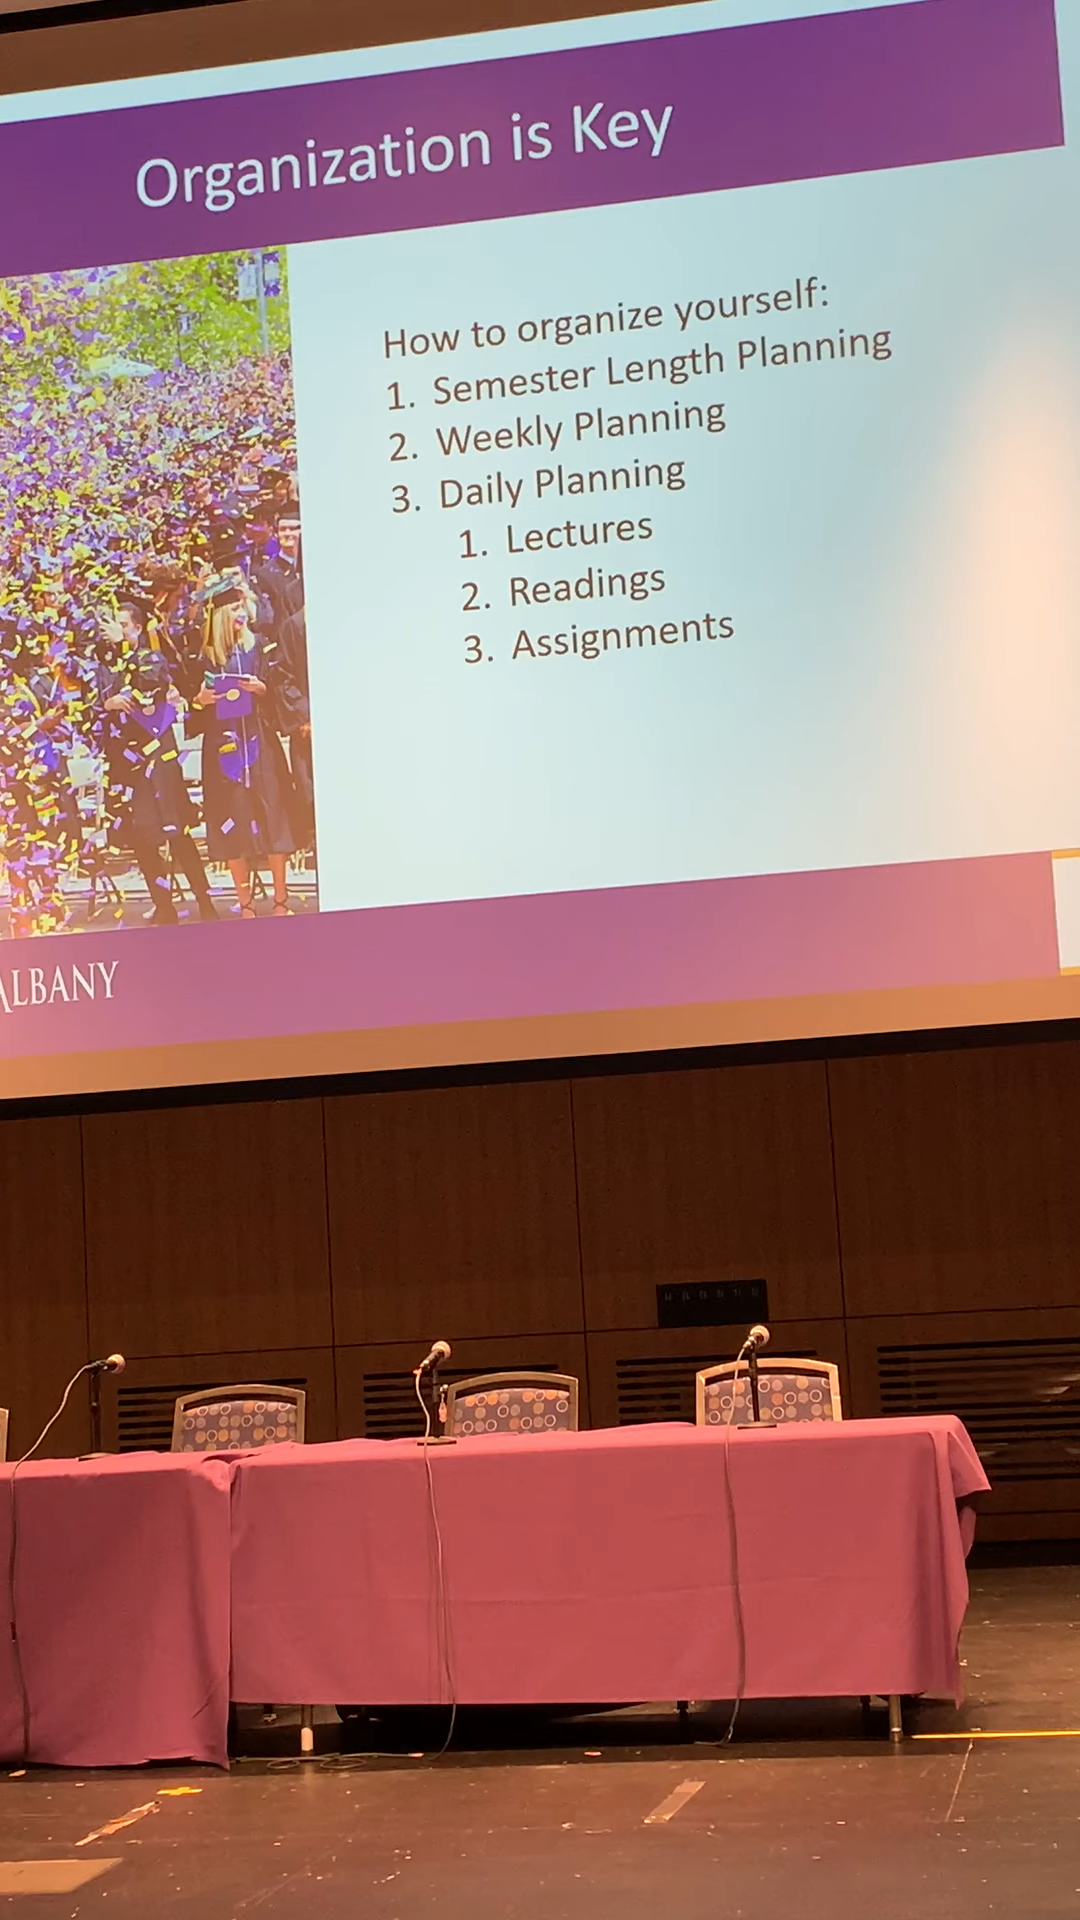 Organization is Key
How to organize yourself:
1. Semester Length Planning
2. Weekly Planning
3. Daily Planning
1. Lectures
2. Readings
3. Assignments
ALBANY